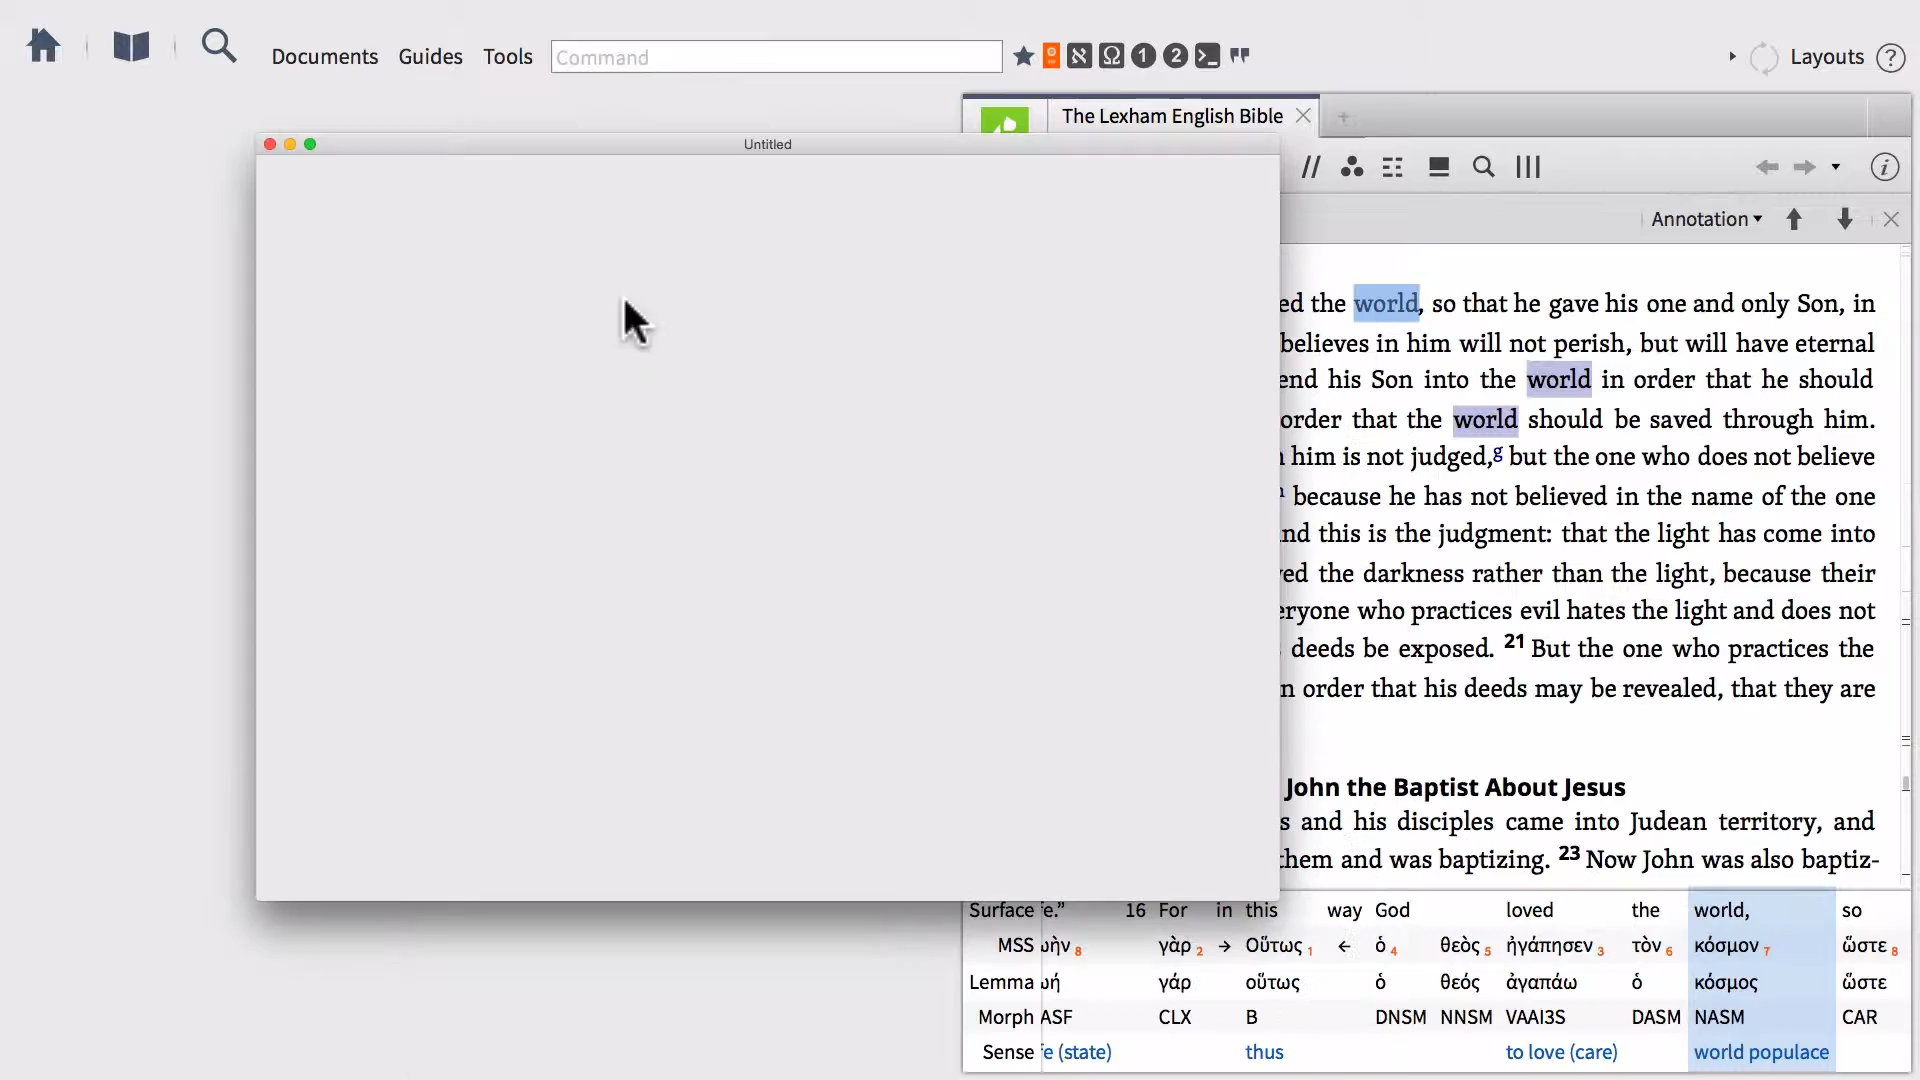 Documents Guides Tools Command Layouts ?
The Lexham English Bible
Untitled
Annotation
ed the world, so that he gave his one and only Son, in
believes in him will not perish, but will have eternal
end his Son into the world in order that he should
order that the world should be saved through him.
him is not judged,g but the one who does not believe
because he has not believed in the name of the one
nd this is the judgment: that the light has come into
ed the darkness rather than the light, because their
eryone who practices evil hates the light and does not
deeds be exposed. 21 But the one who practices the
n order that his deeds may be revealed, that they are
John the Baptist About Jesus
s and his disciples came into Judean territory, and
them and was baptizing. 23 Now John was also baptiz-
Surface fe.” 16 For in this way God loved the world, so
MSS ωὴν 8 γὰρ 2 → Οὕτως 1 ← ὁ 4 θεὸς 5 ἠγάπησεν 3 τὸν 6 κόσμον 7 ὥστε 8
Lemma ωή γάρ οὕτως ὁ θεός ἀγαπάω ὁ κόσμος ὥστε
Morph ASF CLX B DNSM NNSM VAAI3S DASM NASM CAR
Sense fe (state) thus to love (care) world populace